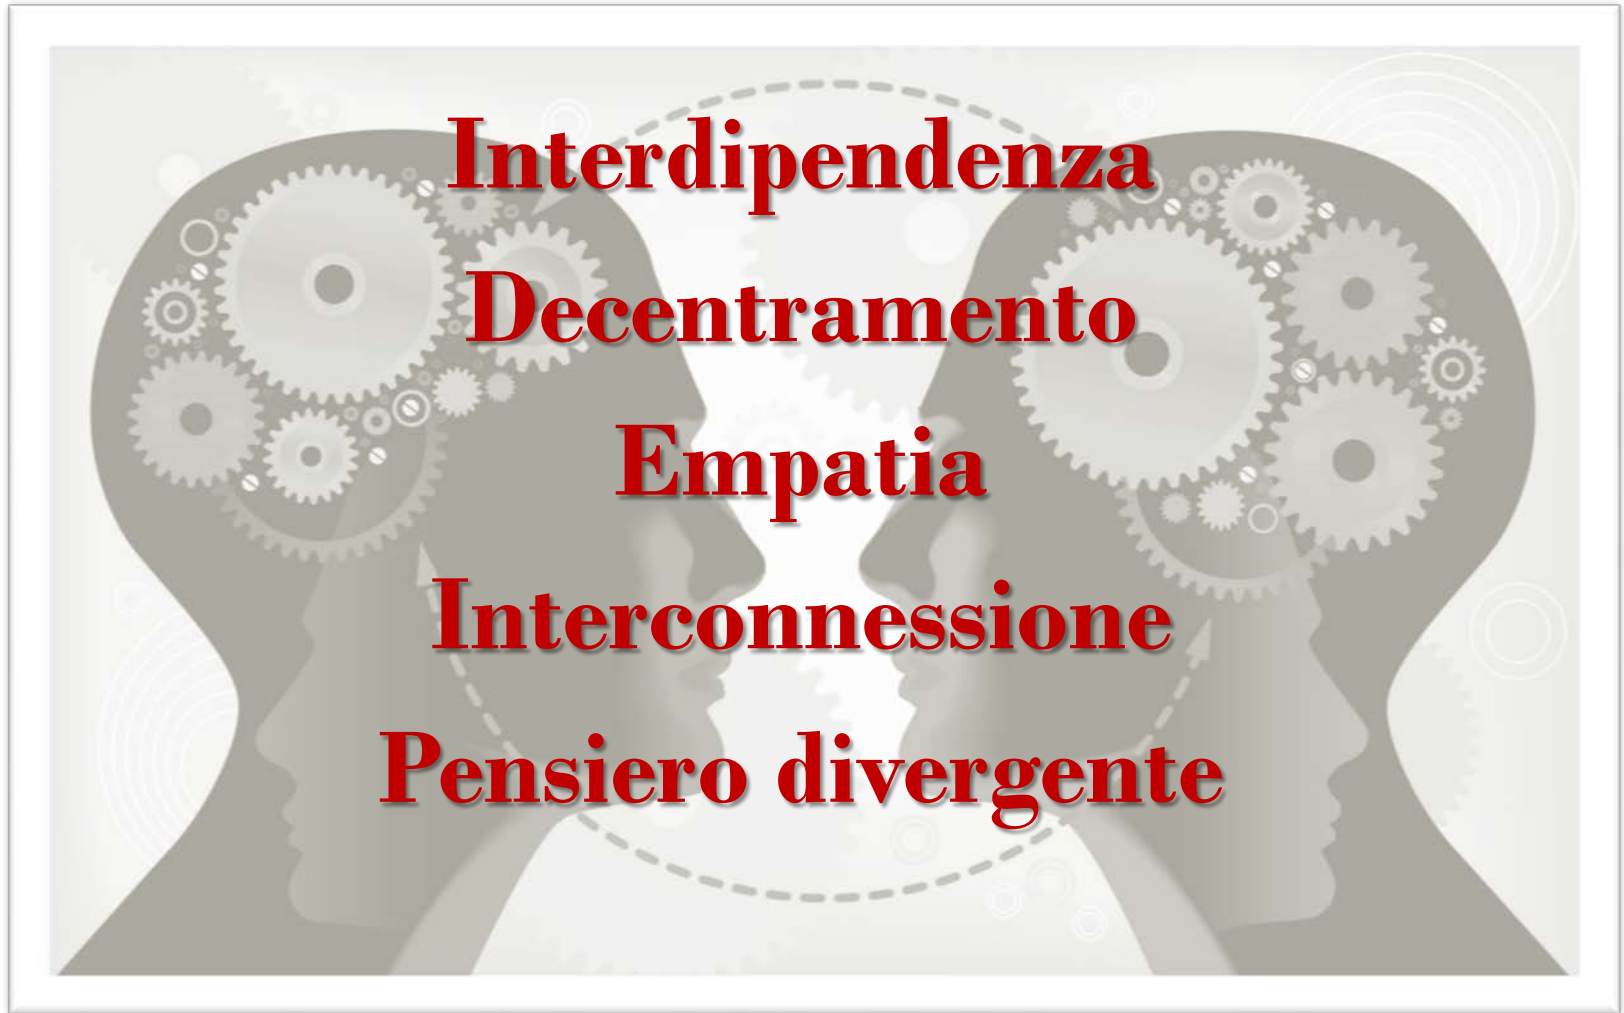 Interdipendenza
Decentramento
Empatia
Interconnessione
Pensiero divergente